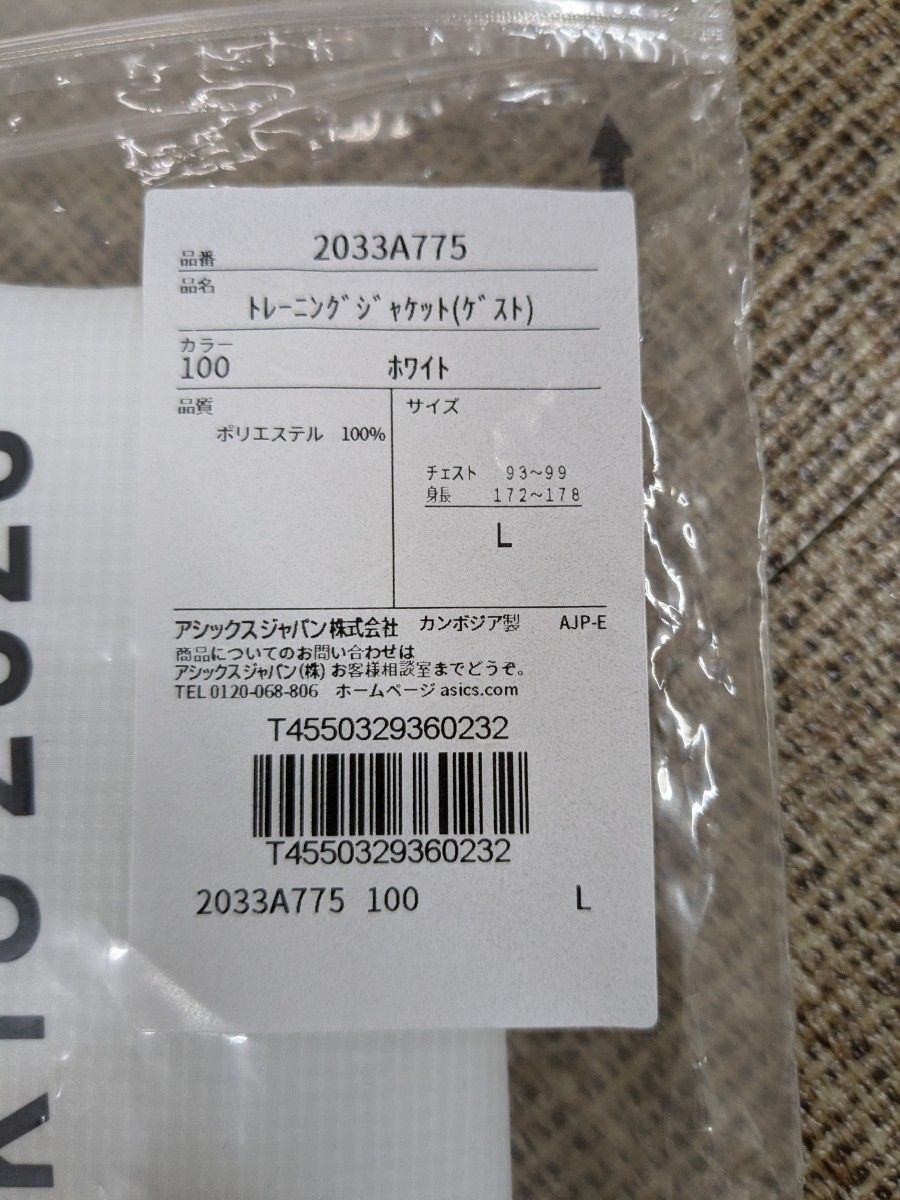 品番 2033A775
品名
トレーニングジャケット(ゲスト)
カラー
100 ホワイト
品質
ポリエステル 100%
サイズ
チェスト 93~99
身長 172~178
L
アシックスジャパン株式会社 カンボジア製 AJP-E
商品についてのお問い合わせは
アシックスジャパン(株)お客様相談室までどうぞ。
TEL 0120-068-806 ホームページ asics.com
T4550329360232
T4550329360232
2033A775 100 L